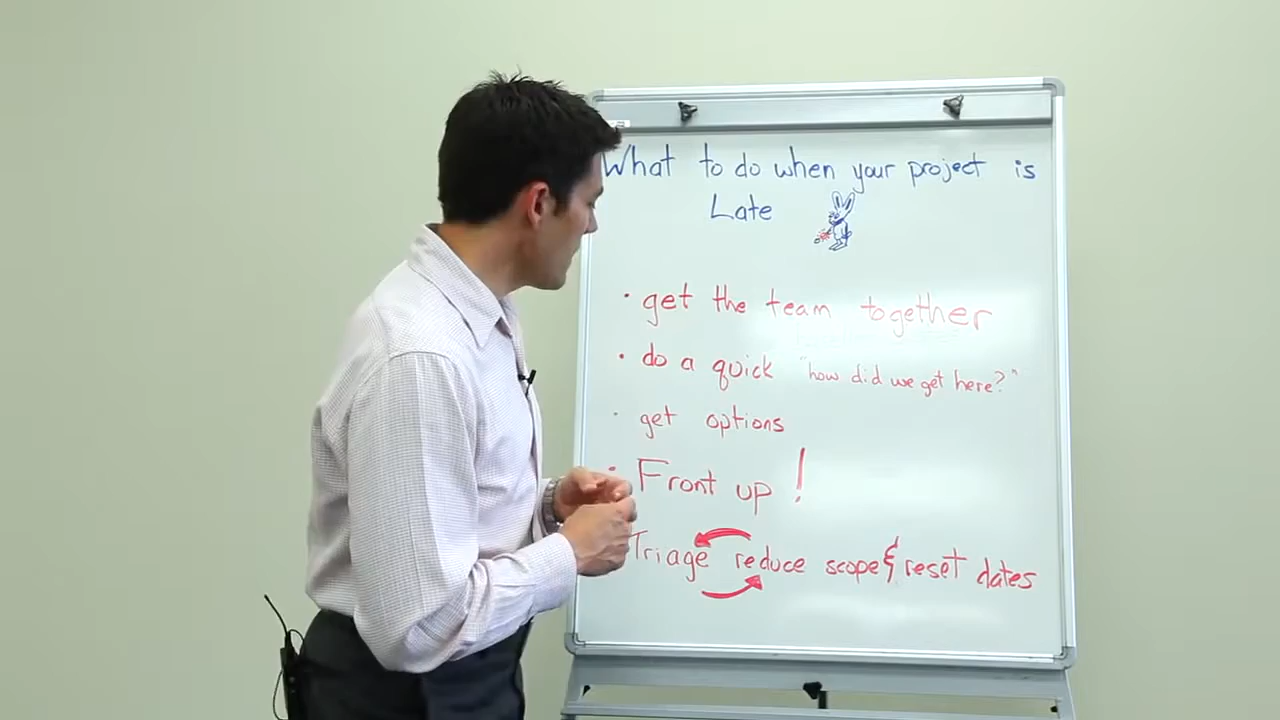 What to do when your project is
Late
• get the team together
• do a quick "how did we get here?"
• get options
• Front up !
Triage reduce scope & reset dates